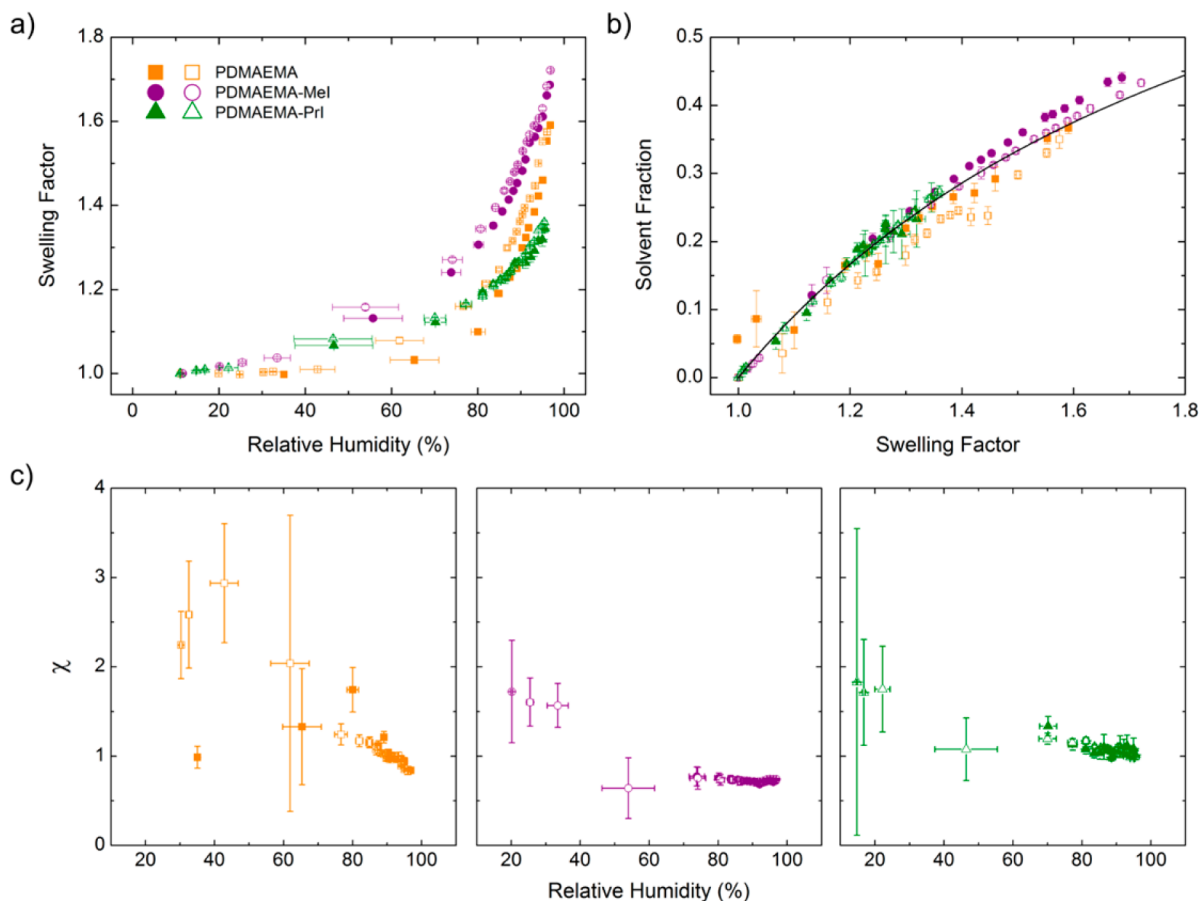 a)
b)
1.8
1.6
1.4
1.2
1.0
Swelling Factor
PDMAEMA
PDMAEMA-MeI
PDMAEMA-PrI
0 20 40 60 80 100
Relative Humidity (%)
0.5
0.4
0.3
0.2
0.1
0.0
Solvent Fraction
1.0 1.2 1.4 1.6 1.8
Swelling Factor
c)
4
3
2
1
0
χ
20 40 60 80 100
20 40 60 80 100
20 40 60 80 100
Relative Humidity (%)